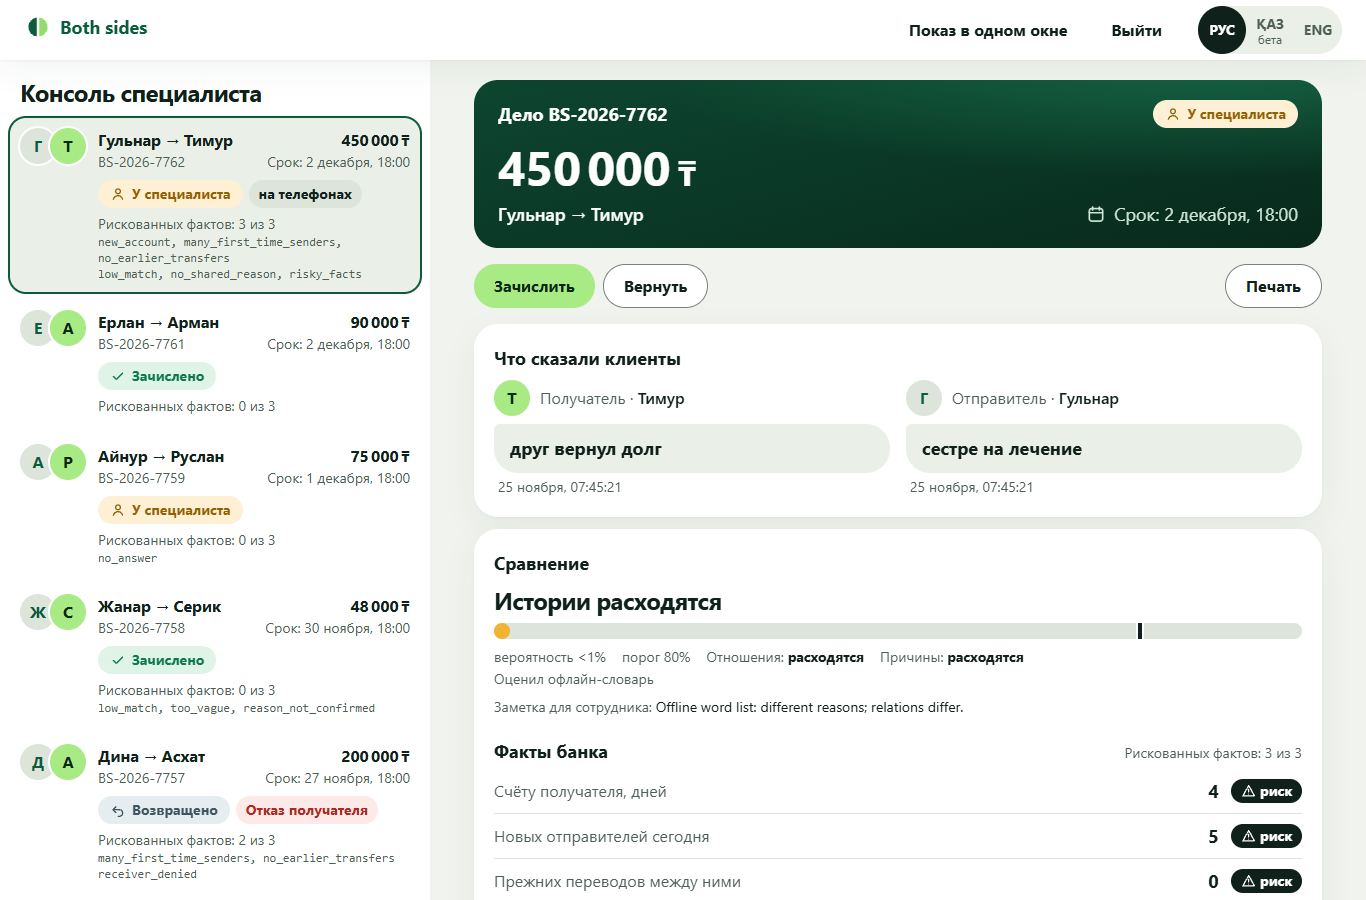 Both sides
Показ в одном окне
Выйти
РУС
ҚАЗ
бета
ENG
Консоль специалиста
Г Т
Гульнар → Тимур 450 000 ₸
BS-2026-7762 Срок: 2 декабря, 18:00
У специалиста на телефонах
Рискованных фактов: 3 из 3
new_account, many_first_time_senders,
no_earlier_transfers
low_match, no_shared_reason, risky_facts
Е А
Ерлан → Арман 90 000 ₸
BS-2026-7761 Срок: 2 декабря, 18:00
Зачислено
Рискованных фактов: 0 из 3
А Р
Айнур → Руслан 75 000 ₸
BS-2026-7759 Срок: 1 декабря, 18:00
У специалиста
Рискованных фактов: 0 из 3
no_answer
Ж С
Жанар → Серик 48 000 ₸
BS-2026-7758 Срок: 30 ноября, 18:00
Зачислено
Рискованных фактов: 0 из 3
low_match, too_vague, reason_not_confirmed
Д А
Дина → Асхат 200 000 ₸
BS-2026-7757 Срок: 27 ноября, 18:00
Возвращено Отказ получателя
Рискованных фактов: 2 из 3
many_first_time_senders, no_earlier_transfers
receiver_denied
Дело BS-2026-7762 У специалиста
450 000 ₸
Гульнар → Тимур Срок: 2 декабря, 18:00
Зачислить Вернуть Печать
Что сказали клиенты
Т Получатель · Тимур
друг вернул долг
25 ноября, 07:45:21
Г Отправитель · Гульнар
сестре на лечение
25 ноября, 07:45:21
Сравнение
Истории расходятся
вероятность <1% порог 80% Отношения: расходятся Причины: расходятся
Оценил офлайн-словарь
Заметка для сотрудника: Offline word list: different reasons; relations differ.
Факты банка Рискованных фактов: 3 из 3
Счёту получателя, дней 4 риск
Новых отправителей сегодня 5 риск
Прежних переводов между ними 0 риск